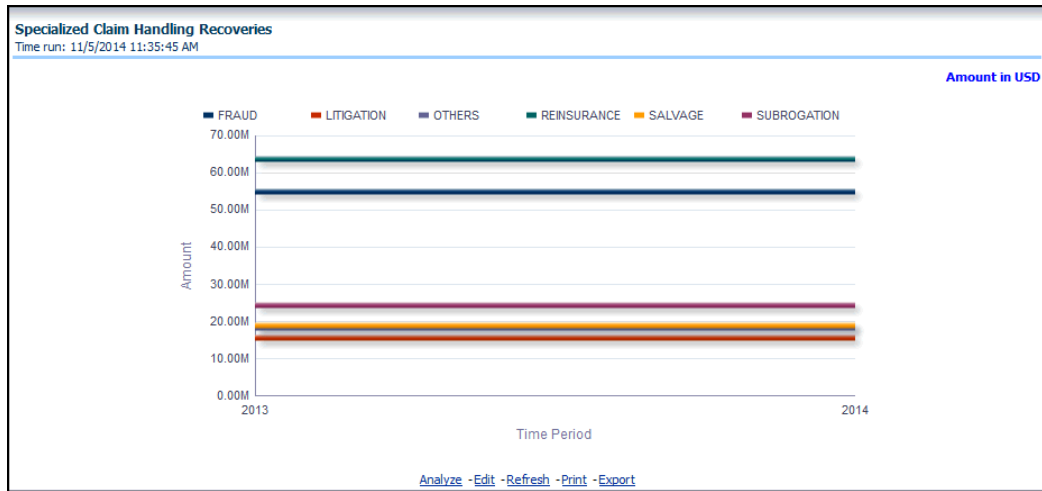 Specialized Claim Handling Recoveries
Time run: 11/5/2014 11:35:45 AM
Amount in USD
FRAUD LITIGATION OTHERS REINSURANCE SALVAGE SUBROGATION
70.00M
60.00M
50.00M
40.00M
30.00M
20.00M
10.00M
0.00M
Amount
2013 2014
Time Period
Analyze - Edit - Refresh - Print - Export